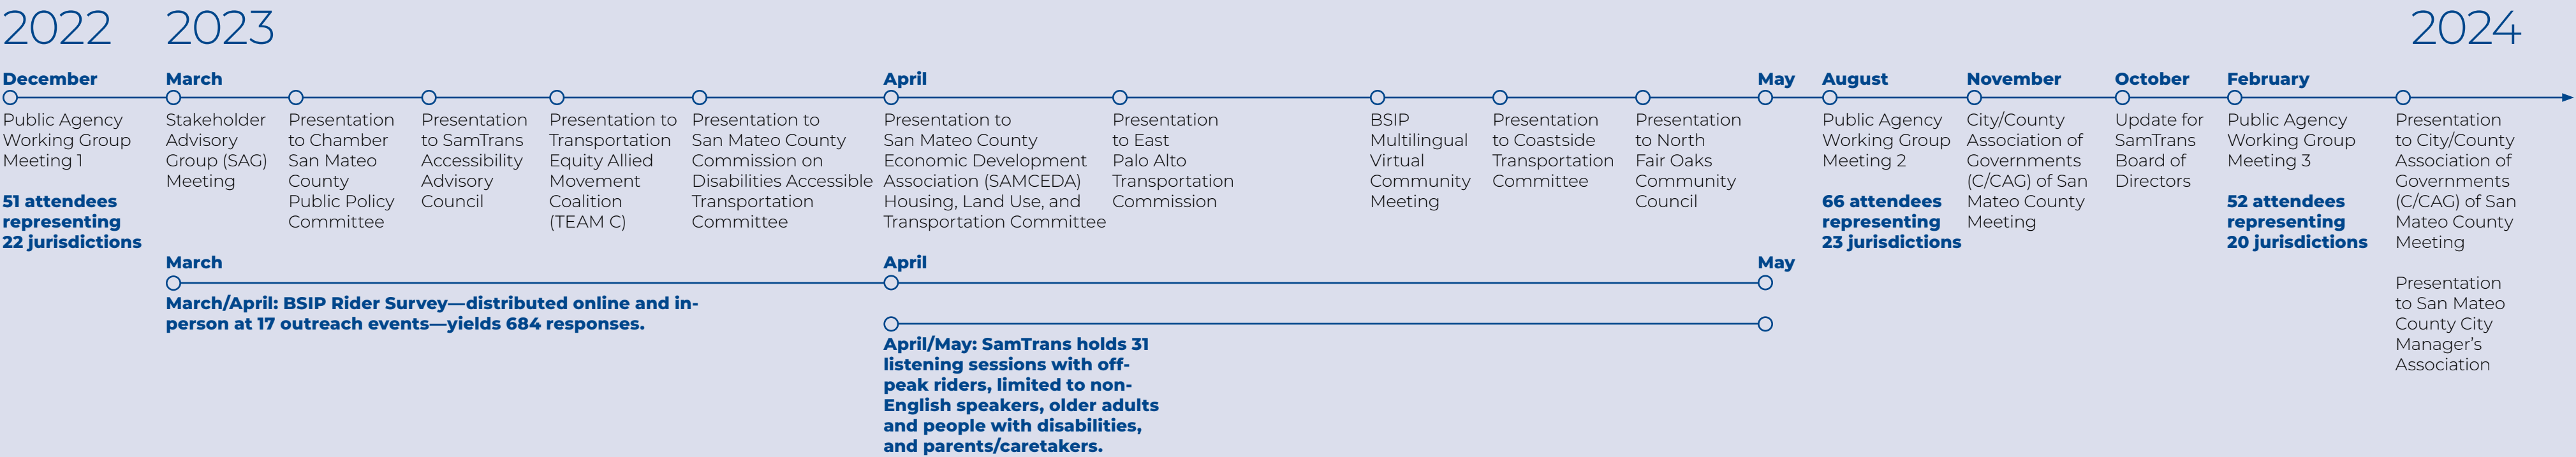 2022
2023
2024
December
Public Agency
Working Group
Meeting 1
51 attendees
representing
22 jurisdictions
March
Stakeholder
Advisory
Group (SAG)
Meeting
Presentation
to Chamber
San Mateo
County
Public Policy
Committee
Presentation
to SamTrans
Accessibility
Advisory
Council
Presentation to
Transportation
Equity Allied
Movement
Coalition
(TEAM C)
Presentation to
San Mateo County
Commission on
Disabilities Accessible
Transportation
Committee
April
Presentation to
San Mateo County
Economic Development
Association (SAMCEDA)
Housing, Land Use, and
Transportation Committee
Presentation
to East
Palo Alto
Transportation
Commission
BSIP
Multilingual
Virtual
Community
Meeting
Presentation
to Coastside
Transportation
Committee
Presentation
to North
Fair Oaks
Community
Council
May
August
Public Agency
Working Group
Meeting 2
66 attendees
representing
23 jurisdictions
November
City/County
Association of
Governments
(C/CAG) of San
Mateo County
Meeting
October
Update for
SamTrans
Board of
Directors
February
Public Agency
Working Group
Meeting 3
52 attendees
representing
20 jurisdictions
Presentation
to City/County
Association of
Governments
(C/CAG) of San
Mateo County
Meeting
Presentation
to San Mateo
County City
Manager’s
Association
March
April
May
March/April: BSIP Rider Survey—distributed online and in-
person at 17 outreach events—yields 684 responses.
April/May: SamTrans holds 31
listening sessions with off-
peak riders, limited to non-
English speakers, older adults
and people with disabilities,
and parents/caretakers.